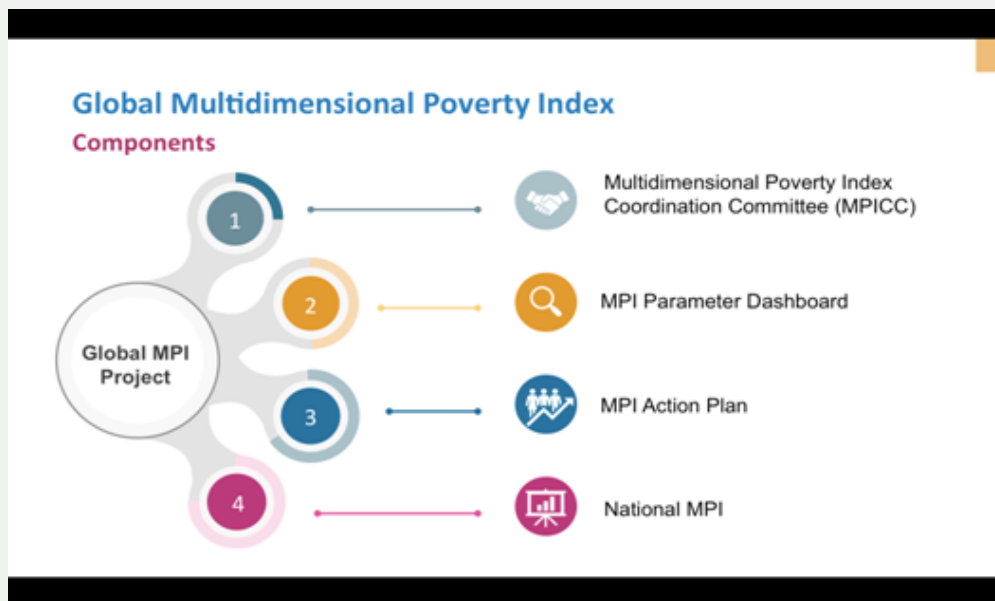 Global Multidimensional Poverty Index
Components
1
Multidimensional Poverty Index
Coordination Committee (MPICC)
2
MPI Parameter Dashboard
Global MPI
Project
3
MPI Action Plan
4
National MPI